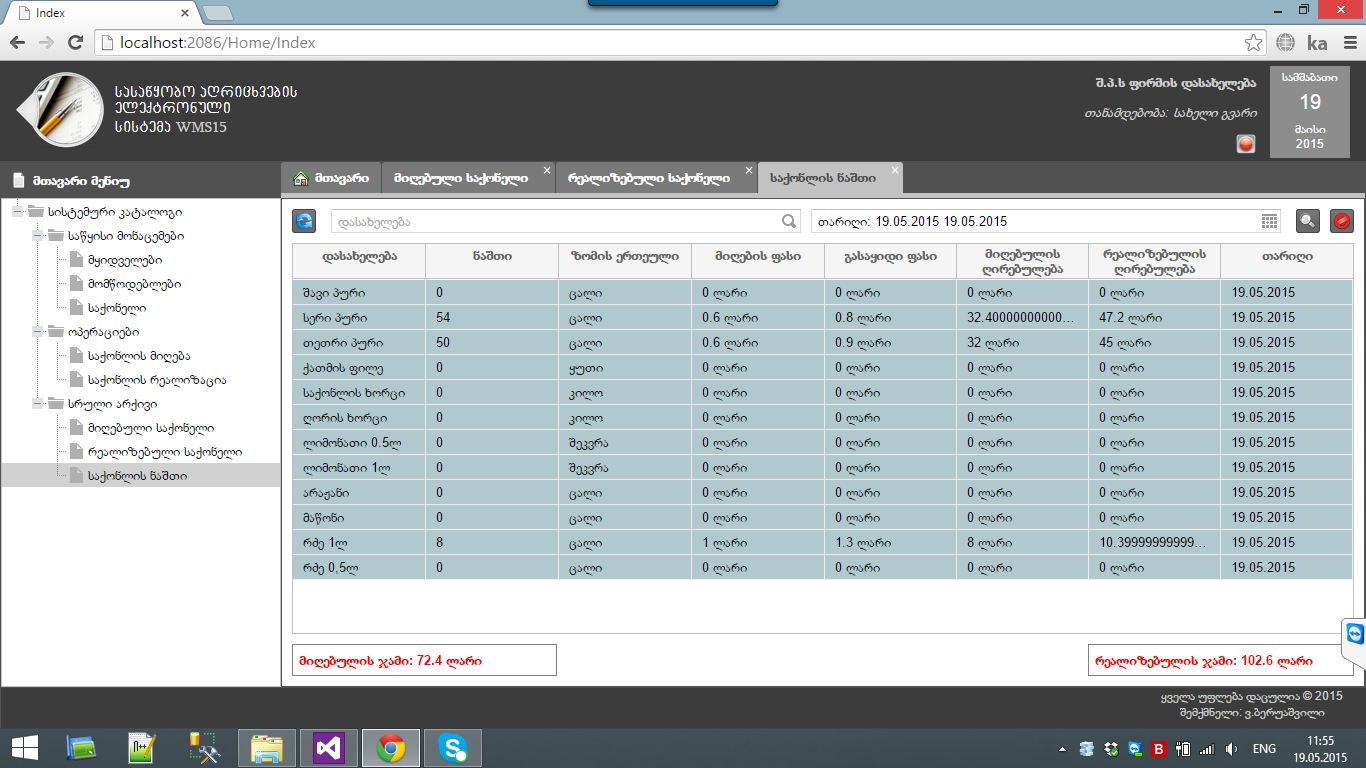 Index
localhost:2086/Home/Index
ka
სასაწყობო აღრიცხვების
ელექტრონული
სისტემა WMS15
შ.პ.ს ფირმის დასახელება
თანამდებობა: სახელი გვარი
სამშაბათი
19
მაისი
2015
მთავარი მენიუ
მთავარი
მიღებული საქონელი
რეალიზებული საქონელი
საქონლის ნაშთი
სისტემური კატალოგი
საწყისი მონაცემები
მყიდველები
მომწოდებლები
საქონელი
ოპერაციები
საქონლის მიღება
საქონლის რეალიზაცია
სრული არქივი
მიღებული საქონელი
რეალიზებული საქონელი
საქონლის ნაშთი
დასახელება
თარიღი: 19.05.2015 19.05.2015
დასახელება ნაშთი ზომის ერთეული მიღების ფასი გასაყიდი ფასი მიღებულის ღირებულება რეალიზებულის ღირებულება თარიღი
შავი პური 0 ცალი 0 ლარი 0 ლარი 0 ლარი 0 ლარი 19.05.2015
სერი პური 54 ცალი 0.6 ლარი 0.8 ლარი 32.40000000000... 47.2 ლარი 19.05.2015
თეთრი პური 50 ცალი 0.6 ლარი 0.9 ლარი 32 ლარი 45 ლარი 19.05.2015
ქათმის ფილე 0 ყუთი 0 ლარი 0 ლარი 0 ლარი 0 ლარი 19.05.2015
საქონლის ხორცი 0 კილო 0 ლარი 0 ლარი 0 ლარი 0 ლარი 19.05.2015
ღორის ხორცი 0 კილო 0 ლარი 0 ლარი 0 ლარი 0 ლარი 19.05.2015
ლიმონათი 0.5ლ 0 შეკვრა 0 ლარი 0 ლარი 0 ლარი 0 ლარი 19.05.2015
ლიმონათი 1ლ 0 შეკვრა 0 ლარი 0 ლარი 0 ლარი 0 ლარი 19.05.2015
არაჟანი 0 ცალი 0 ლარი 0 ლარი 0 ლარი 0 ლარი 19.05.2015
მაწონი 0 ცალი 0 ლარი 0 ლარი 0 ლარი 0 ლარი 19.05.2015
რძე 1ლ 8 ცალი 1 ლარი 1.3 ლარი 8 ლარი 10.39999999999... 19.05.2015
რძე 0,5ლ 0 ცალი 0 ლარი 0 ლარი 0 ლარი 0 ლარი 19.05.2015
მიღებულის ჯამი: 72.4 ლარი
რეალიზებულის ჯამი: 102.6 ლარი
ყველა უფლება დაცულია © 2015
შემქმნელი: ვ.ბერუაშვილი
ENG
11:55
19.05.2015